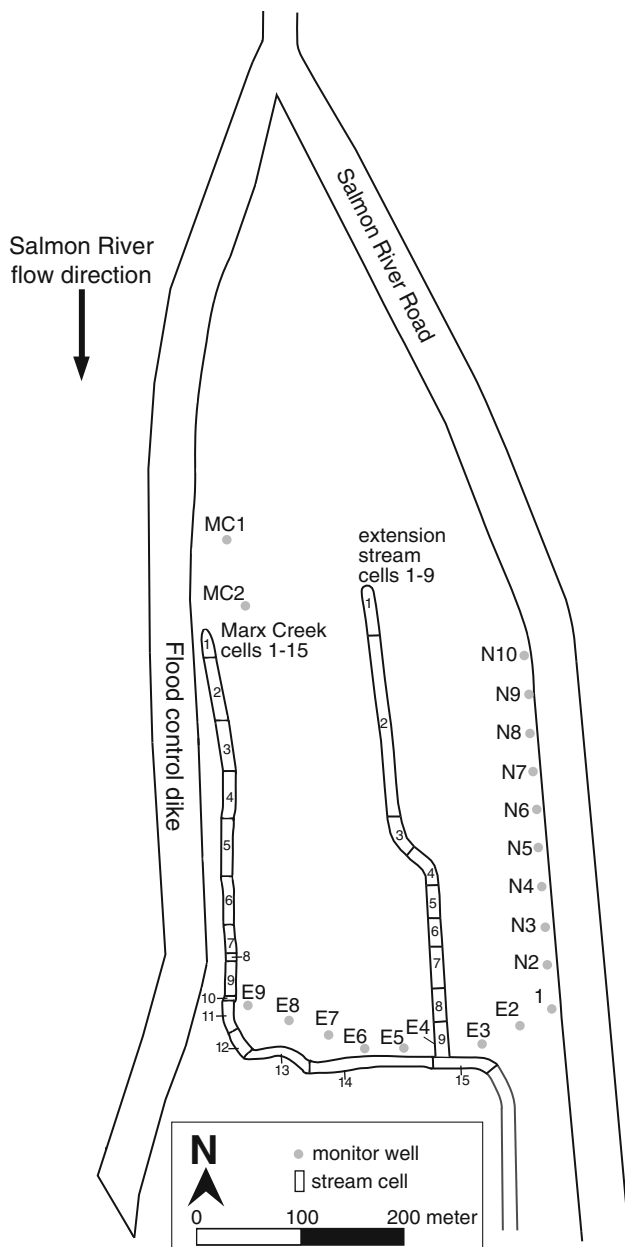 Salmon River Road
Salmon River
flow direction
MC1
extension
stream
cells 1-9
MC2
1
Marx Creek
cells 1-15
1
Flood control dike
N10
2
N9
2
N8
3
N7
4
N6
3
5
N5
4
N4
5
6
6
N3
7
7
8
N2
9
8
1
10
E9
11
E8
E7
E6
E5
E4
9
E3
E2
12
13
14
15
N
monitor well
stream cell
0
100
200 meter